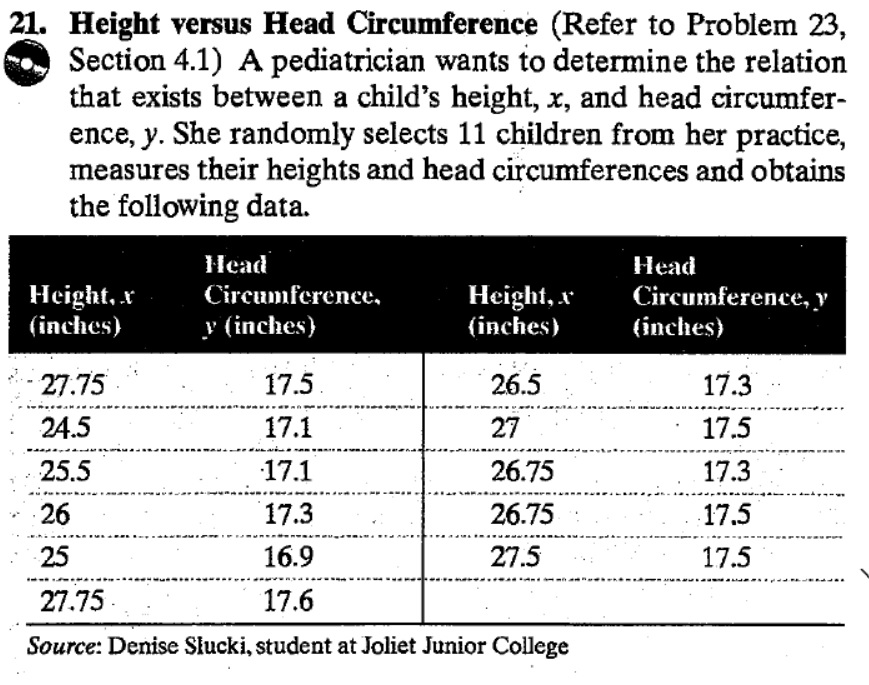 21. Height versus Head Circumference (Refer to Problem 23,
Section 4.1) A pediatrician wants to determine the relation
that exists between a child's height, x, and head circumfer-
ence, y. She randomly selects 11 children from her practice,
measures their heights and head circumferences and obtains
the following data.
Height, x (inches) Head Circumference, y (inches) Height, x (inches) Head Circumference, y (inches)
27.75 17.5 26.5 17.3
24.5 17.1 27 17.5
25.5 17.1 26.75 17.3
26 17.3 26.75 17.5
25 16.9 27.5 17.5
27.75 17.6
Source: Denise Slucki, student at Joliet Junior College